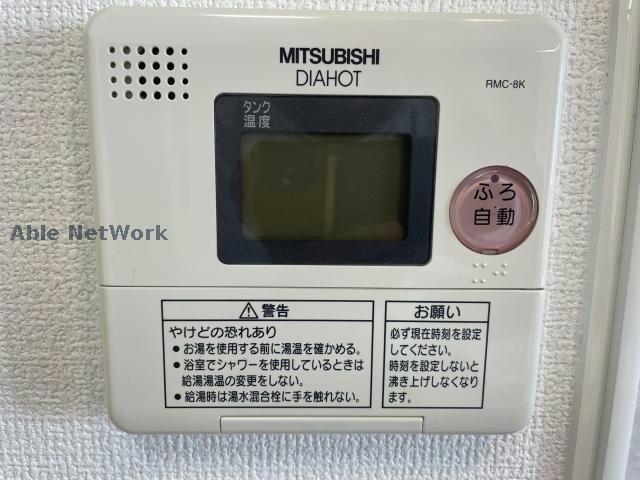 MITSUBISHI
DIAHOT
RMC-8K
タンク
温度
ふろ
自動
Able NetWork
⚠警告
やけどの恐れあり
● お湯を使用する前に湯温を確かめる。
● 浴室でシャワーを使用しているときは
給湯湯温の変更をしない。
● 給湯時は湯水混合栓に手を触れない。
お願い
必ず現在時刻を設定
してください。
時刻を設定しないと
沸き上げしなくなり
ます。